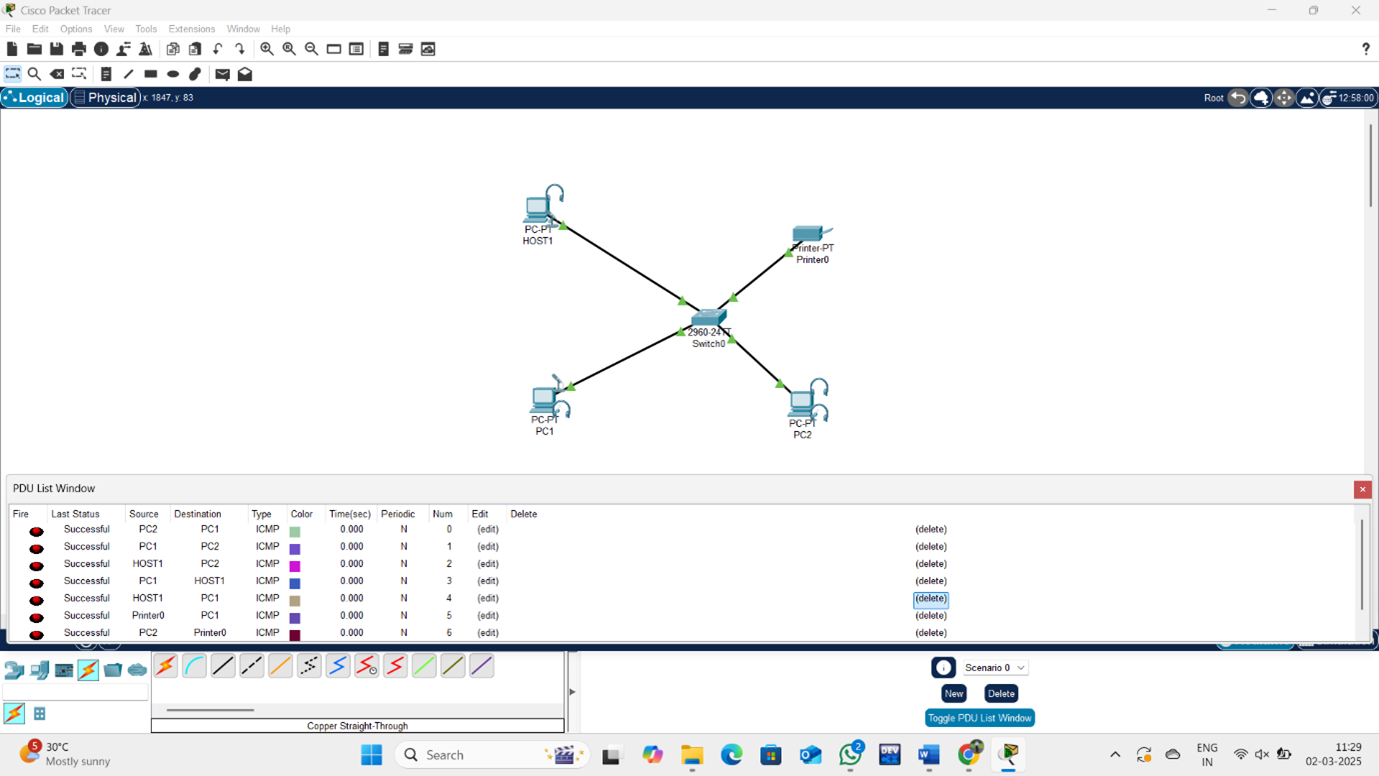 Cisco Packet Tracer
File Edit Options View Tools Extensions Window Help
?
Logical Physical x: 1847, y: 83 Root 12:58:00
PC-PT
HOST1
Printer-PT
Printer0
2960-24TT
Switch0
PC-PT
PC1
PC-PT
PC2
PDU List Window
Fire Last Status Source Destination Type Color Time(sec) Periodic Num Edit Delete
Successful PC2 PC1 ICMP 0.000 N 0 (edit) (delete)
Successful PC1 PC2 ICMP 0.000 N 1 (edit) (delete)
Successful HOST1 PC2 ICMP 0.000 N 2 (edit) (delete)
Successful PC1 HOST1 ICMP 0.000 N 3 (edit) (delete)
Successful HOST1 PC1 ICMP 0.000 N 4 (edit) (delete)
Successful Printer0 PC1 ICMP 0.000 N 5 (edit) (delete)
Successful PC2 Printer0 ICMP 0.000 N 6 (edit) (delete)
Scenario 0
New Delete
Toggle PDU List Window
Copper Straight-Through
5 30°C
Mostly sunny
Search
2
DEV
ENG
IN
11:29
02-03-2025